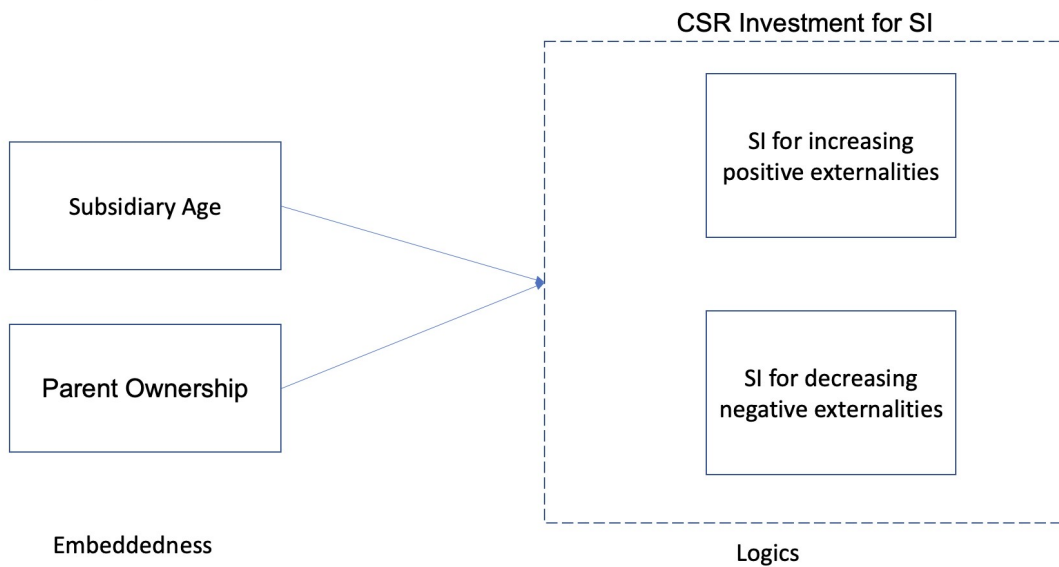 CSR Investment for SI
SI for increasing
positive externalities
Subsidiary Age
Parent Ownership
SI for decreasing
negative externalities
Embeddedness
Logics